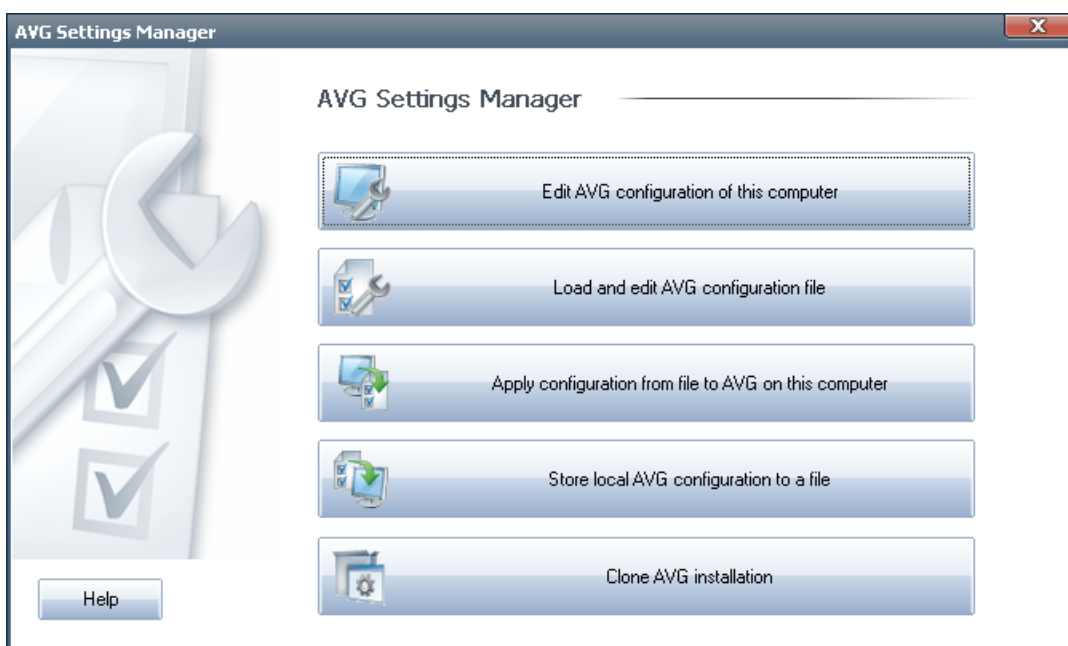 AVG Settings Manager
AVG Settings Manager
Edit AVG configuration of this computer
Load and edit AVG configuration file
Apply configuration from file to AVG on this computer
Store local AVG configuration to a file
Clone AVG installation
Help